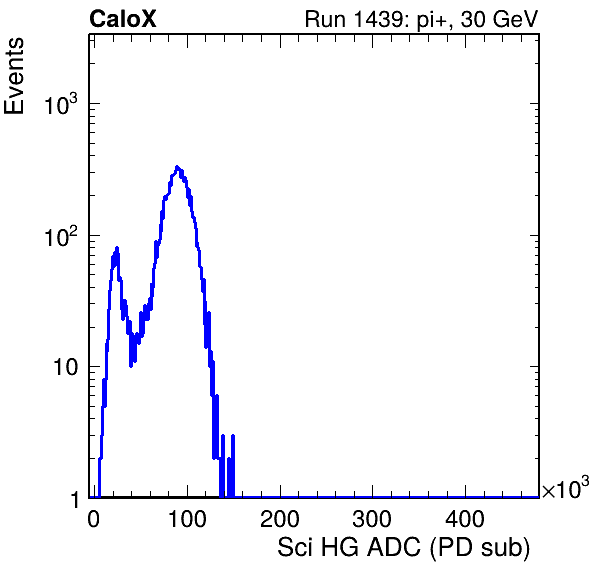 CaloX Run 1439: pi+, 30 GeV
Events
10³
10²
10
1
0 100 200 300 400 ×10³
Sci HG ADC (PD sub)